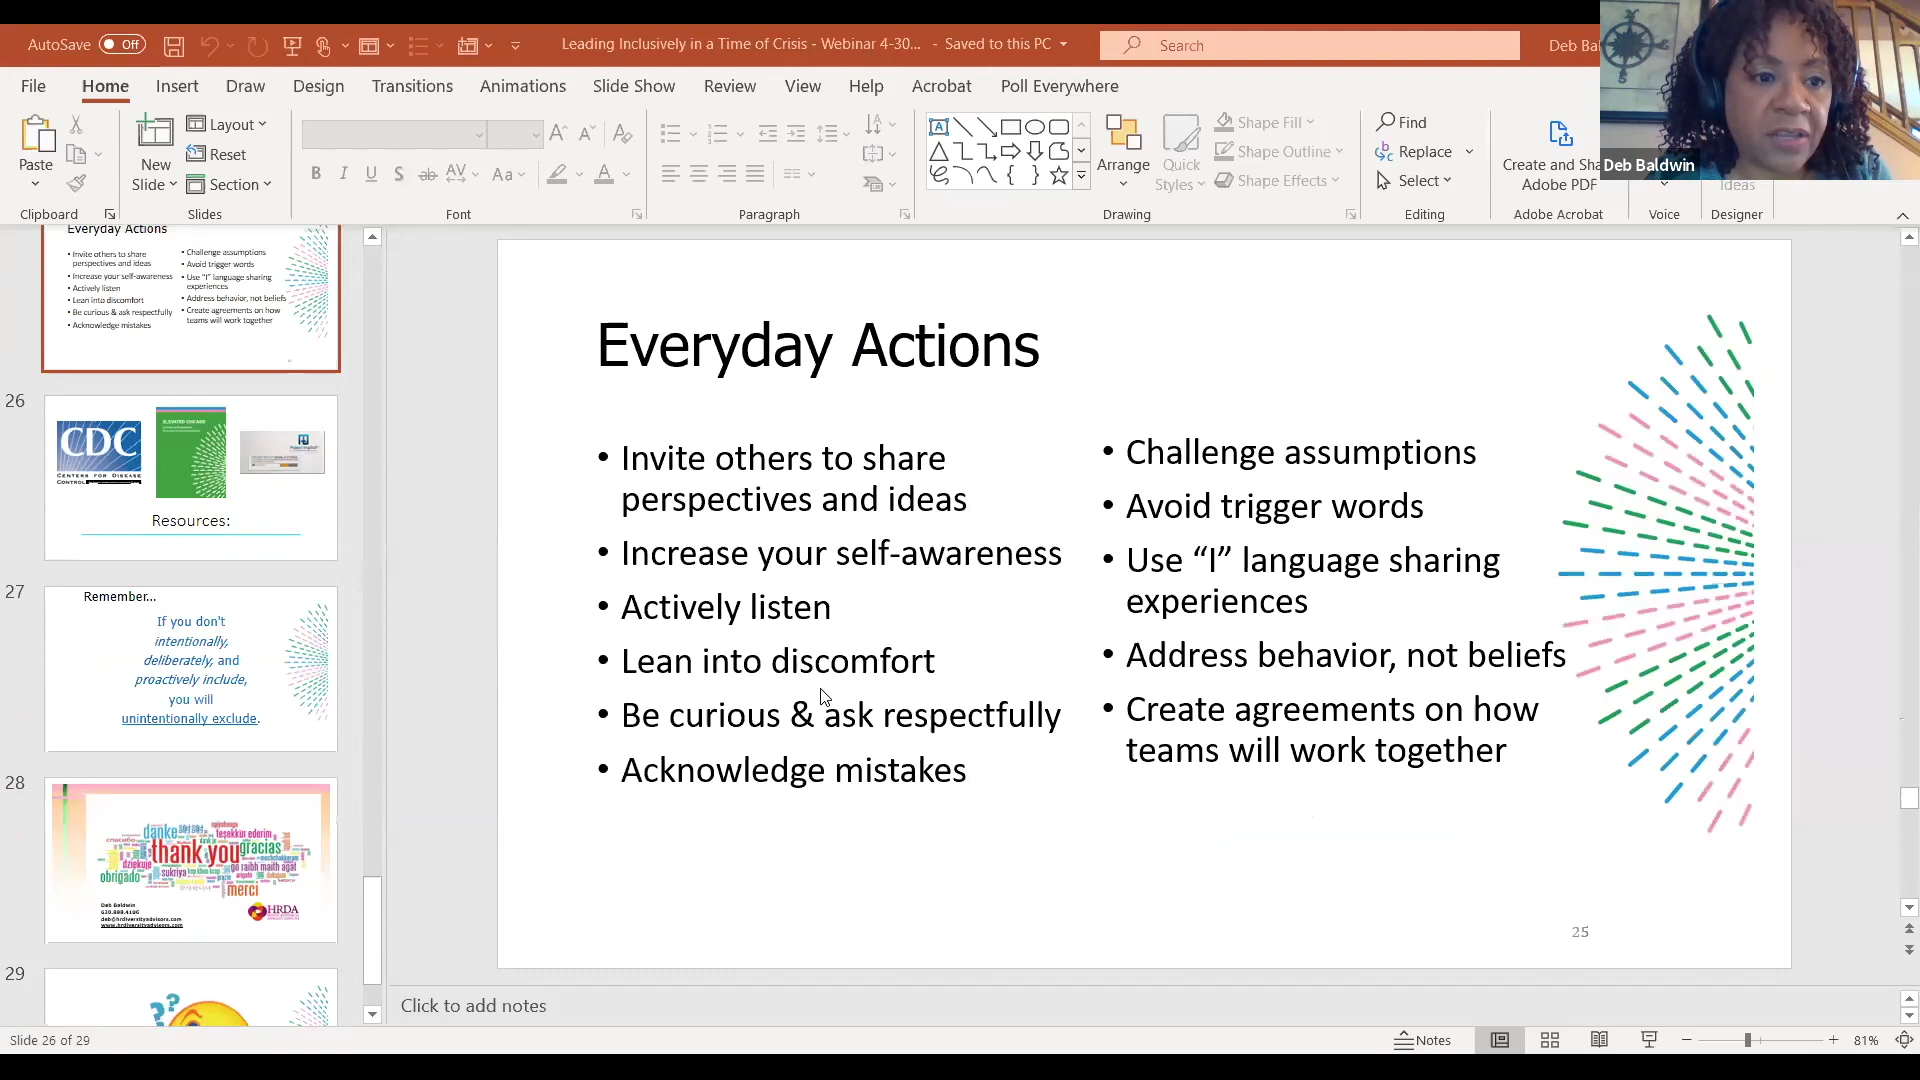 AutoSave Off
Leading Inclusively in a Time of Crisis - Webinar 4-30... - Saved to this PC
Search
Deb Bal
File Home Insert Draw Design Transitions Animations Slide Show Review View Help Acrobat Poll Everywhere
Paste
Clipboard
New
Slide
Layout
Reset
Section
Slides
Font
Paragraph
Arrange
Quick
Styles
Shape Fill
Shape Outline
Shape Effects
Drawing
Find
Replace
Select
Editing
Create and Sha
Adobe PDF
Adobe Acrobat
Voice
Ideas
Designer
Deb Baldwin
Everyday Actions
• Invite others to share
perspectives and ideas
• Increase your self-awareness
• Actively listen
• Lean into discomfort
• Be curious & ask respectfully
• Acknowledge mistakes
• Challenge assumptions
• Avoid trigger words
• Use "I" language sharing
experiences
• Address behavior, not beliefs
• Create agreements on how
teams will work together
26
CDC
CENTERS FOR DISEASE
ELEVATED CHICAGO
Resources:
27
Remember...
If you don't
intentionally,
deliberately, and
proactively include,
you will
unintentionally exclude.
28
danke
teşekkür ederim
thank you
gracias
dziękuje
sukriya
go raibh maith agat
obrigado
merci
Deb Baldwin
630.888.4186
deb@hrdiversityadvisors.com
www.hrdiversityadvisors.com
HRDA
29
??
Everyday Actions
• Invite others to share
perspectives and ideas
• Increase your self-awareness
• Actively listen
• Lean into discomfort
• Be curious & ask respectfully
• Acknowledge mistakes
• Challenge assumptions
• Avoid trigger words
• Use “I” language sharing
experiences
• Address behavior, not beliefs
• Create agreements on how
teams will work together
25
Click to add notes
Slide 26 of 29
Notes
81%